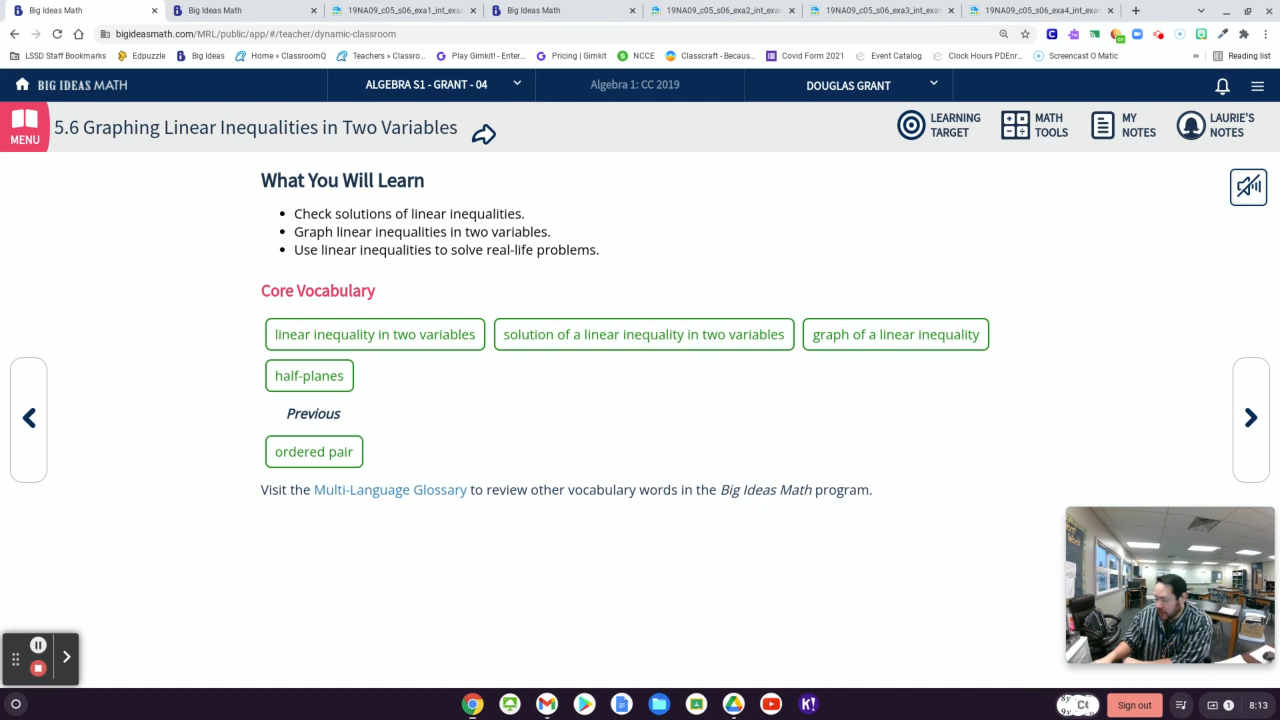 Big Ideas Math
Big Ideas Math
19NA09_c05_s06_exa1_int_exa
Big Ideas Math
19NA09_c05_s06_exa2_int_exa
19NA09_c05_s06_exa3_int_exa
19NA09_c05_s06_exa4_int_exa
bigideasmath.com/MRL/public/app/#/teacher/dynamic-classroom
LSSD Staff Bookmarks Edpuzzle Big Ideas Home » ClassroomQ Teachers » Classro... Play Gimkit! - Enter... Pricing | Gimkit NCCE Classcraft - Becaus... Covid Form 2021 Event Catalog Clock Hours PDEnr... Screencast O Matic » Reading list
BIG IDEAS MATH ALGEBRA S1 - GRANT - 04 Algebra 1: CC 2019 DOUGLAS GRANT
MENU
5.6 Graphing Linear Inequalities in Two Variables
LEARNING TARGET
MATH TOOLS
MY NOTES
LAURIE'S NOTES
What You Will Learn
• Check solutions of linear inequalities.
• Graph linear inequalities in two variables.
• Use linear inequalities to solve real-life problems.
Core Vocabulary
linear inequality in two variables solution of a linear inequality in two variables graph of a linear inequality
half-planes
Previous
ordered pair
Visit the Multi-Language Glossary to review other vocabulary words in the Big Ideas Math program.
K!
Sign out
1
8:13